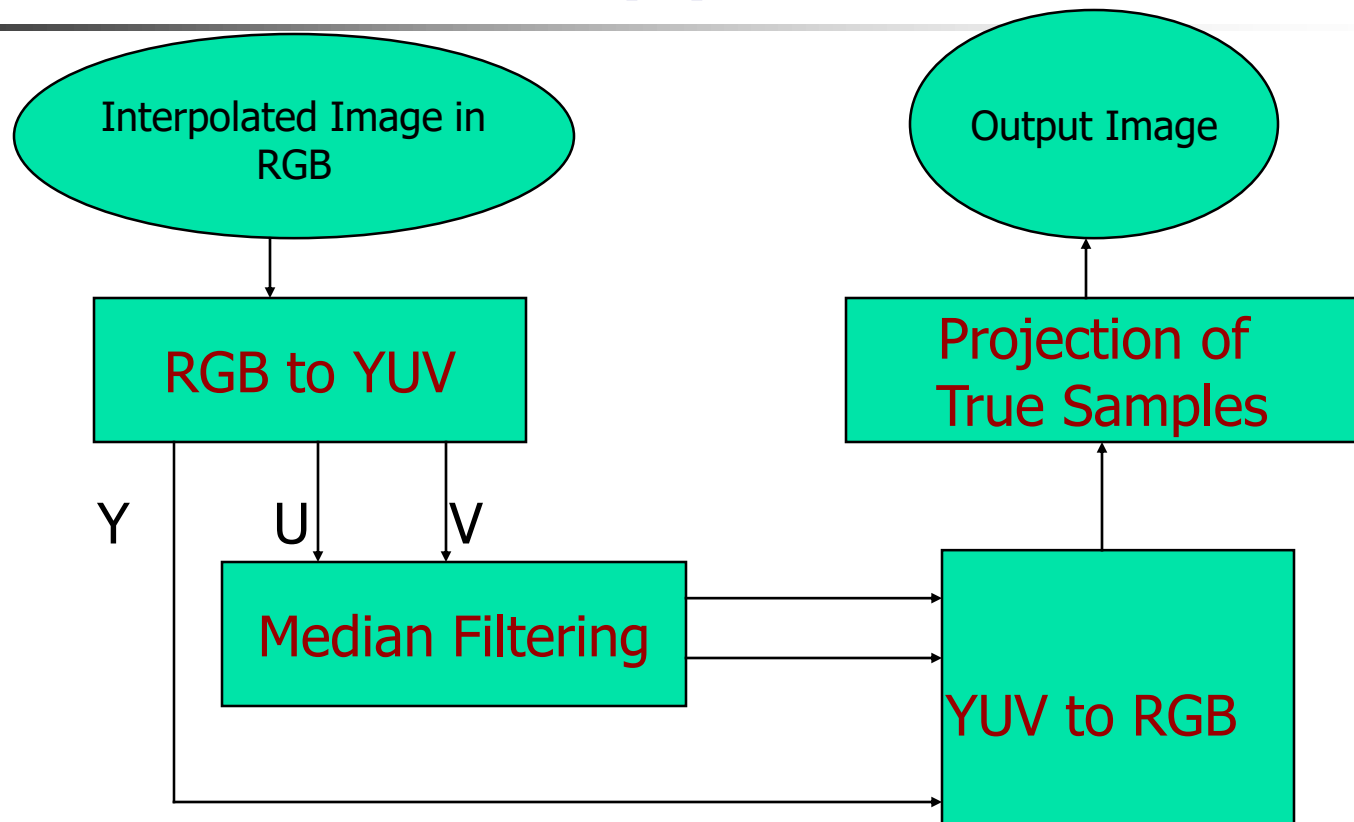 Interpolated Image in
RGB
Output Image
RGB to YUV
Projection of
True Samples
Y
U
V
Median Filtering
YUV to RGB